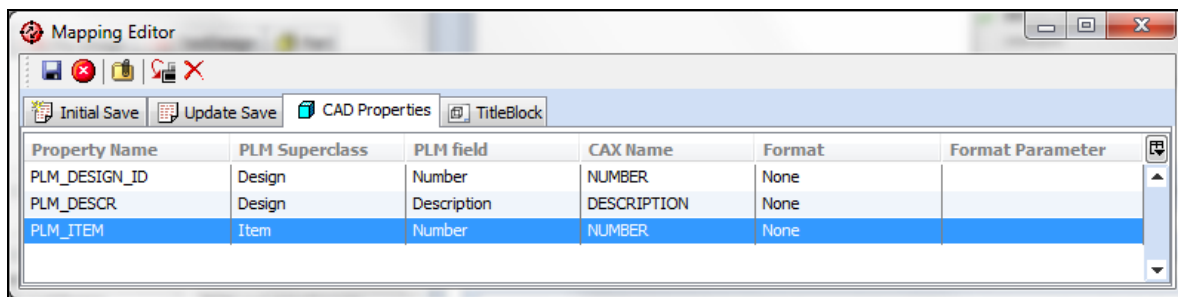 Mapping Editor
Initial Save Update Save CAD Properties TitleBlock
Property Name PLM Superclass PLM field CAX Name Format Format Parameter
PLM_DESIGN_ID Design Number NUMBER None
PLM_DESCR Design Description DESCRIPTION None
PLM_ITEM Item Number NUMBER None